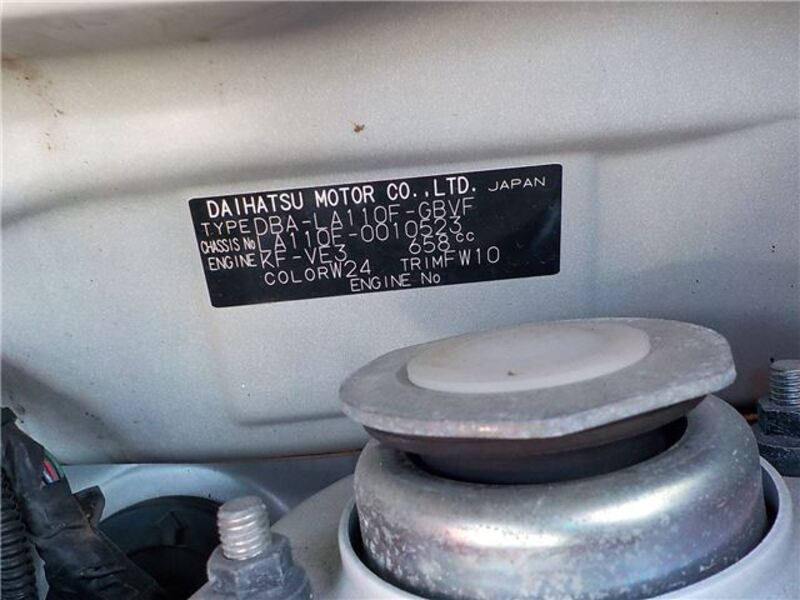 DAIHATSU MOTOR CO.,LTD. JAPAN
TYPE DBA-LA110F-GBVF
CHASSIS No LA110F-0010523
ENGINE KF-VE3 658cc
COLOR W24 TRIM FW10
ENGINE No